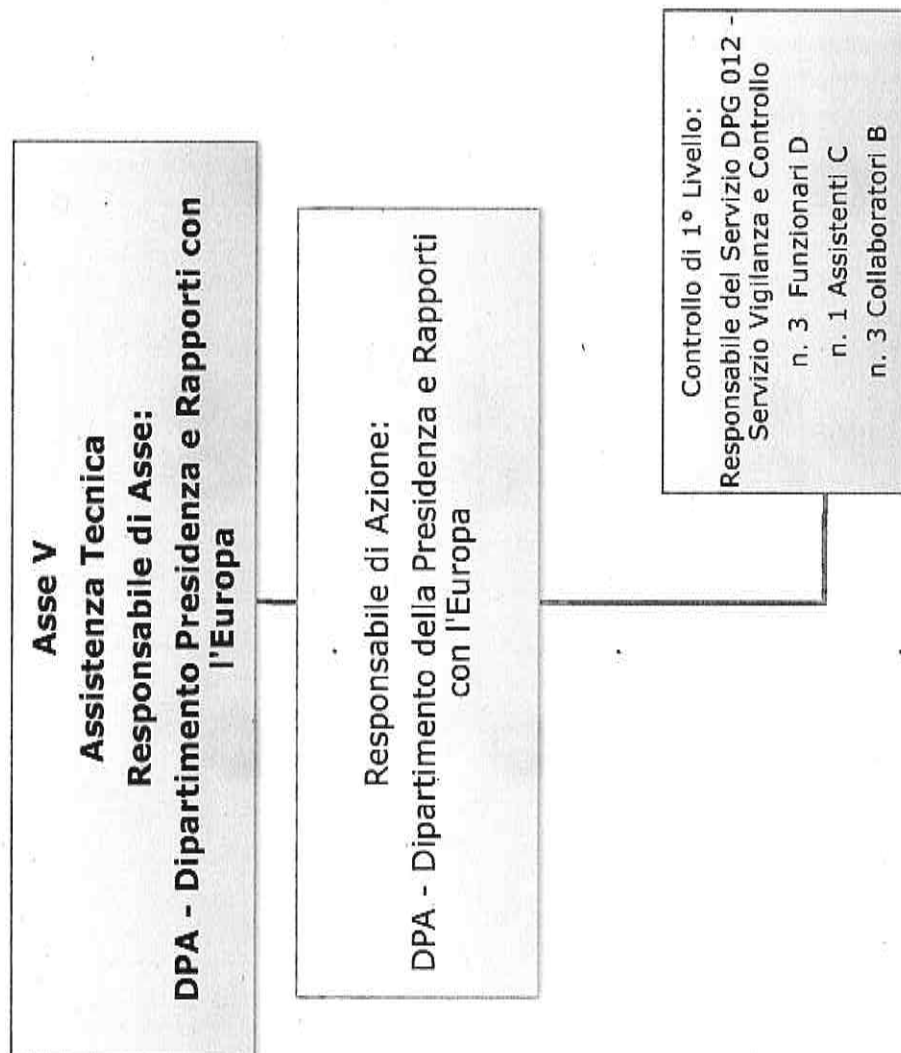 Asse V
Assistenza Tecnica
Responsabile di Asse:
DPA - Dipartimento Presidenza e Rapporti con
l'Europa
Responsabile di Azione:
DPA. - Dipartimento della Presidenza e Rapporti
con l'Europa
Controllo di 1° Livello:
Responsabile del Servizio DPG 012 -
Servizio Vigilanza e Controllo
n. 3 Funzionari D
n. 1 Assistenti C
n. 3 Collaboratori B